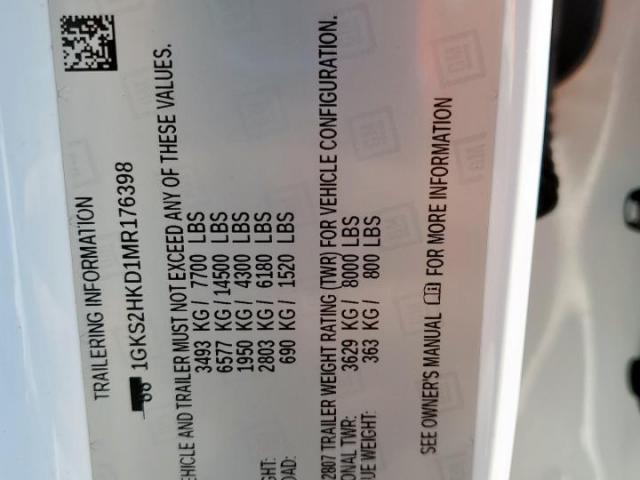 TRAILERING INFORMATION
1GKS2HKD1MR176398
EHICLE AND TRAILER MUST NOT EXCEED ANY OF THESE VALUES.
3493 KG / 7700 LBS
6577 KG / 14500 LBS
1950 KG / 4300 LBS
GHT: 2803 KG / 6180 LBS
OAD: 690 KG / 1520 LBS
2807 TRAILER WEIGHT RATING (TWR) FOR VEHICLE CONFIGURATION.
ONAL TWR: 3629 KG / 8000 LBS
UE WEIGHT: 363 KG / 800 LBS
SEE OWNER'S MANUAL FOR MORE INFORMATION